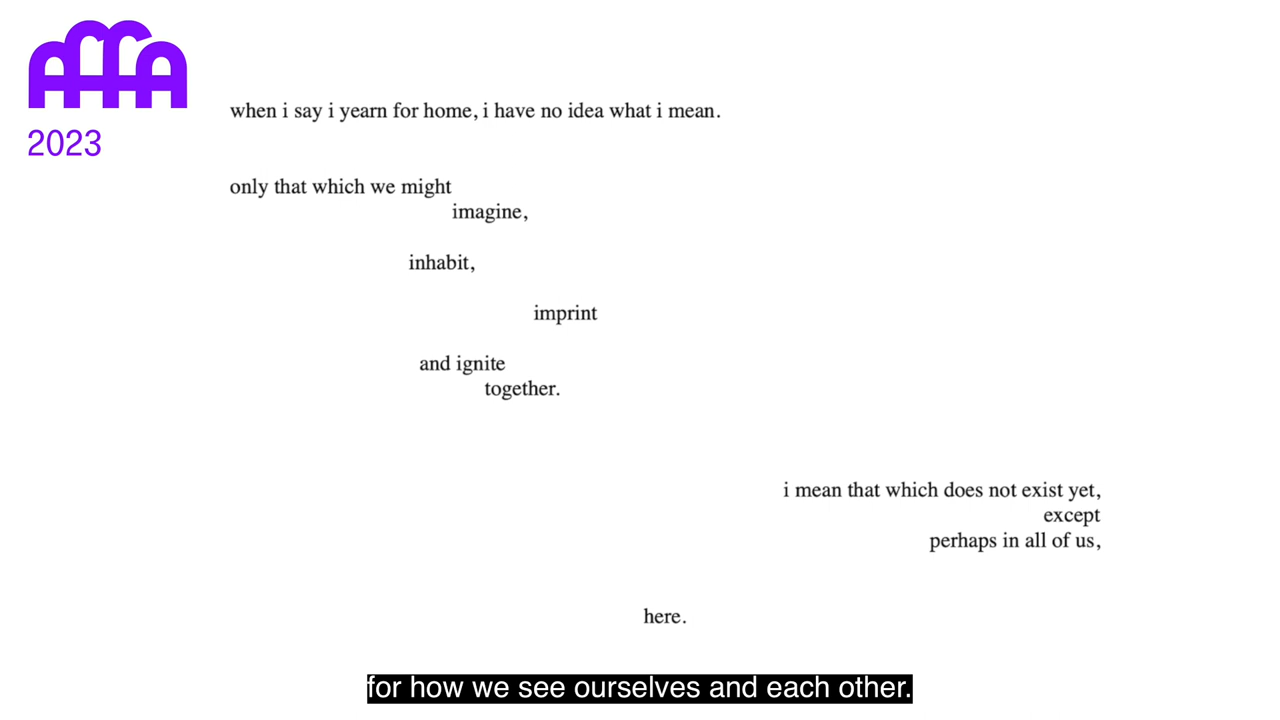 AFFA
2023
when i say i yearn for home, i have no idea what i mean.
only that which we might
imagine,
inhabit,
imprint
and ignite
together.
i mean that which does not exist yet,
except
perhaps in all of us,
here.
for how we see ourselves and each other.